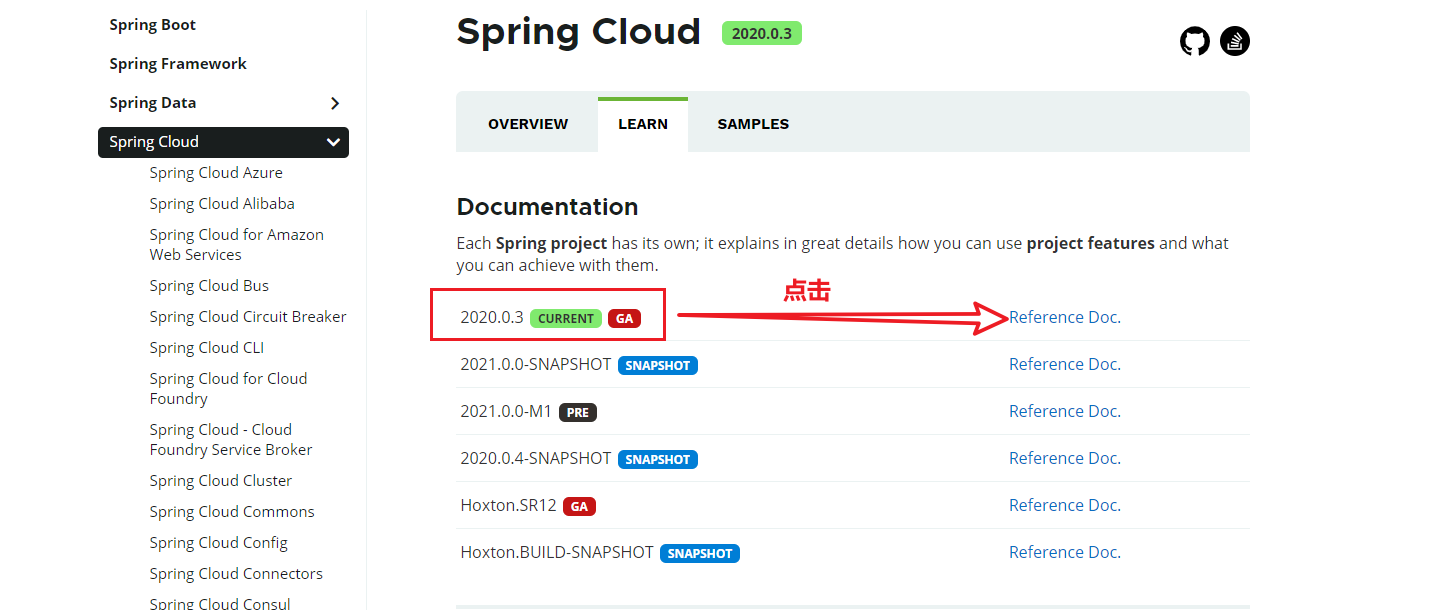 Spring Boot
Spring Framework
Spring Data
Spring Cloud
Spring Cloud Azure
Spring Cloud Alibaba
Spring Cloud for Amazon
Web Services
Spring Cloud Bus
Spring Cloud Circuit Breaker
Spring Cloud CLI
Spring Cloud for Cloud
Foundry
Spring Cloud - Cloud
Foundry Service Broker
Spring Cloud Cluster
Spring Cloud Commons
Spring Cloud Config
Spring Cloud Connectors
Spring Cloud Consul
Spring Cloud 2020.0.3
OVERVIEW LEARN SAMPLES
Documentation
Each Spring project has its own; it explains in great details how you can use project features and what
you can achieve with them.
点击
2020.0.3 CURRENT GA Reference Doc.
2021.0.0-SNAPSHOT SNAPSHOT Reference Doc.
2021.0.0-M1 PRE Reference Doc.
2020.0.4-SNAPSHOT SNAPSHOT Reference Doc.
Hoxton.SR12 GA Reference Doc.
Hoxton.BUILD-SNAPSHOT SNAPSHOT Reference Doc.